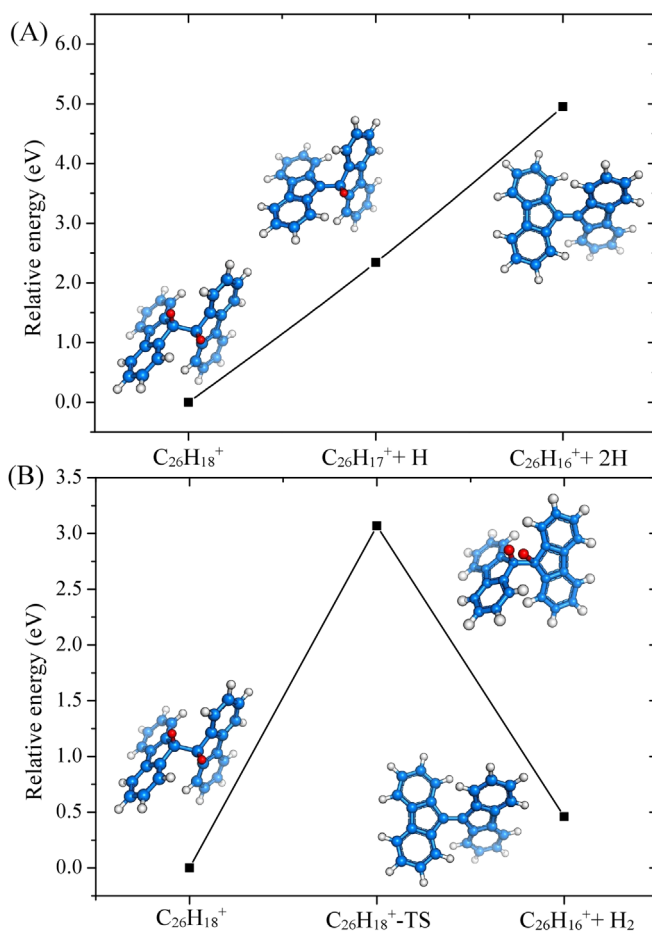 (A)
Relative energy (eV)
6.0
5.0
4.0
3.0
2.0
1.0
0.0
C₂₆H₁₈⁺
C₂₆H₁₇⁺+ H
C₂₆H₁₆⁺+ 2H
(B)
Relative energy (eV)
3.5
3.0
2.5
2.0
1.5
1.0
0.5
0.0
C₂₆H₁₈⁺
C₂₆H₁₈⁺-TS
C₂₆H₁₆⁺+ H₂